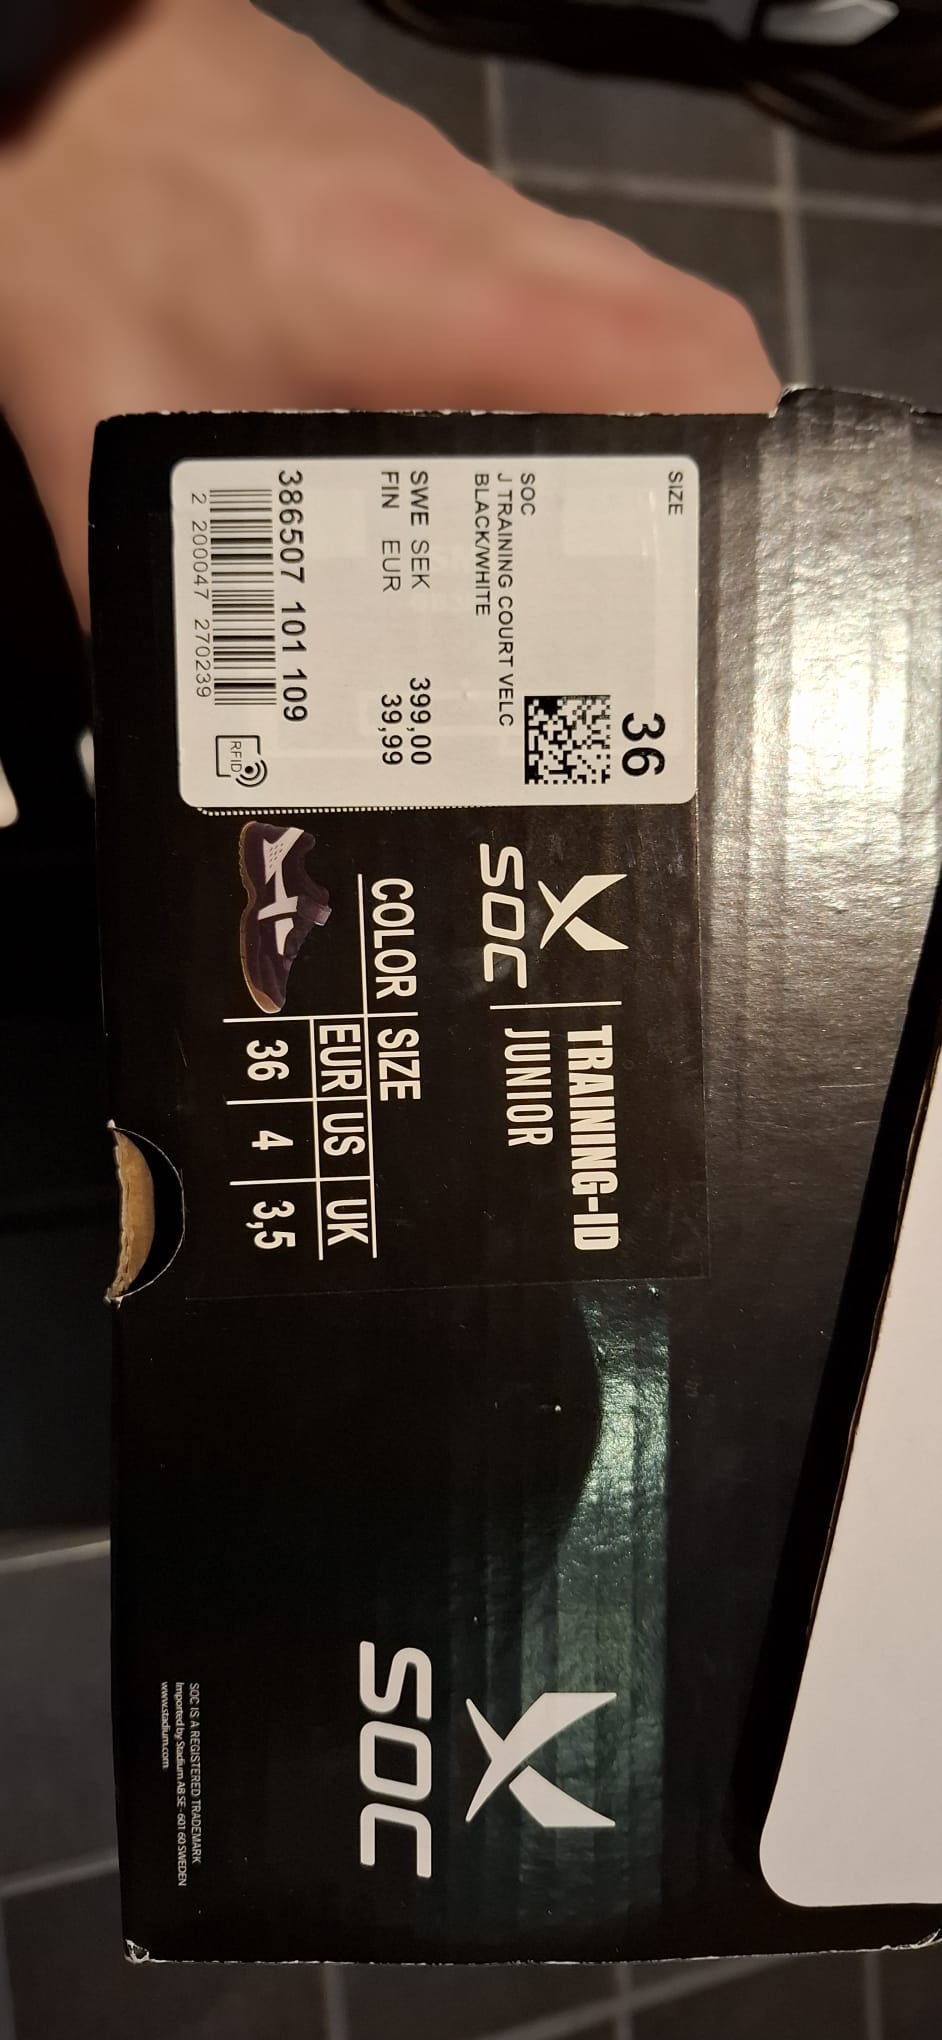 SIZE 36
SOC
J TRAINING COURT VELC
BLACK/WHITE
SWE SEK 399,00
FIN EUR 39,99
386507 101 109
2 200047 270239
RFID
SOC
TRAINING-ID
JUNIOR
COLOR SIZE
EUR US UK
36 4 3,5
SOC
SOC IS A REGISTERED TRADEMARK
Imported by Stadium AB SE - 601 60 SWEDEN
www.stadium.com